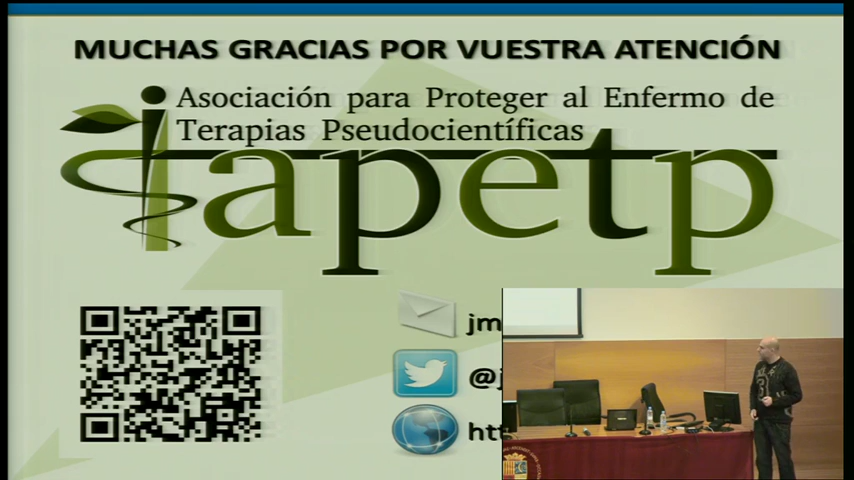 MUCHAS GRACIAS POR VUESTRA ATENCIÓN
Asociación para Proteger al Enfermo de
Terapias Pseudocientíficas
apetp
jm
@j
htt